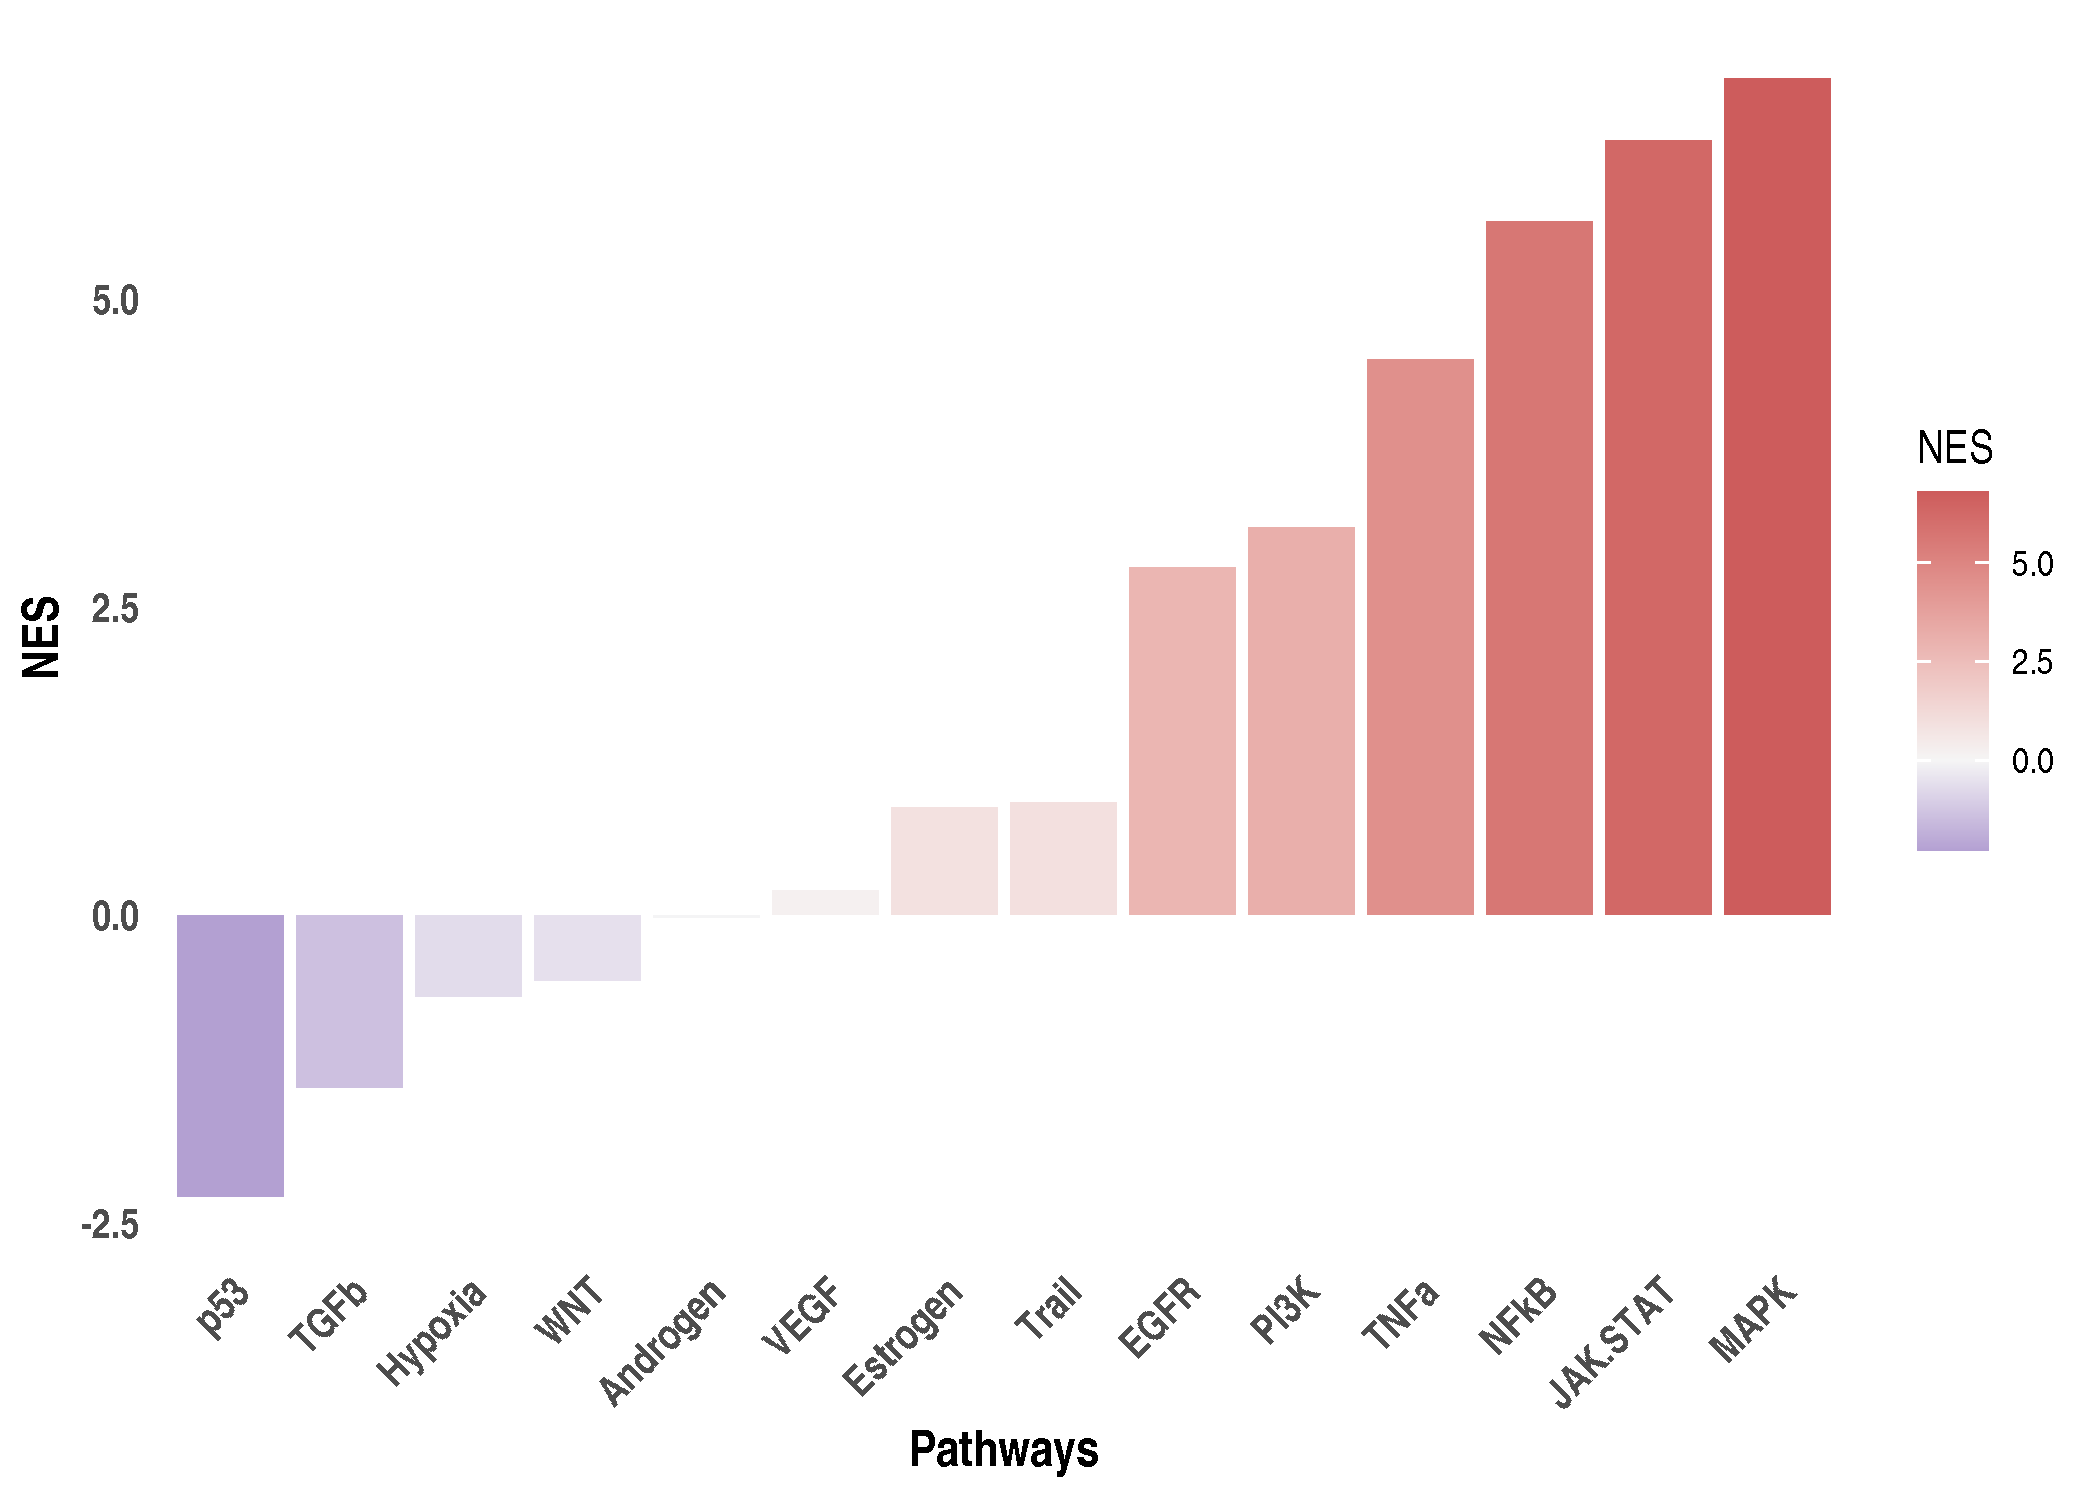 5.0
2.5
0.0
-2.5
NES
p53
TGFb
Hypoxia
WNT
Androgen
VEGF
Estrogen
Trail
EGFR
PI3K
TNFa
NFkB
JAK.STAT
MAPK
Pathways
NES
5.0
2.5
0.0